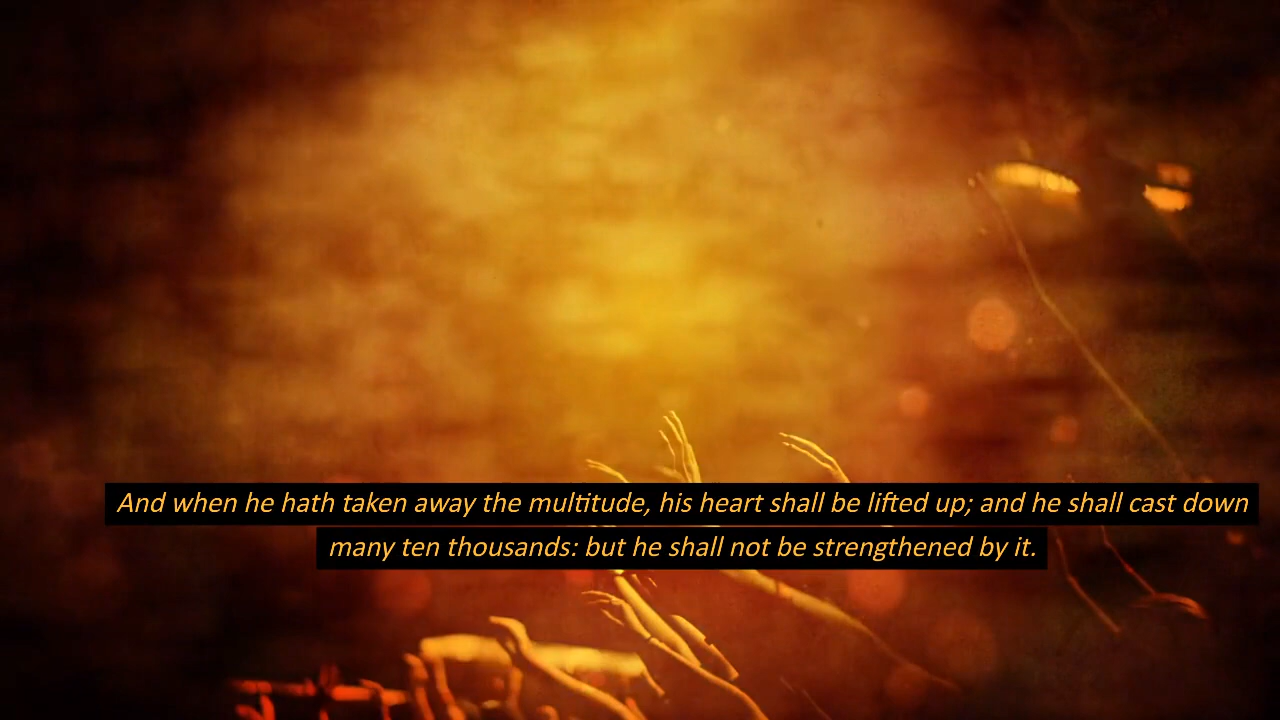 And when he hath taken away the multitude, his heart shall be lifted up; and he shall cast down
many ten thousands: but he shall not be strengthened by it.